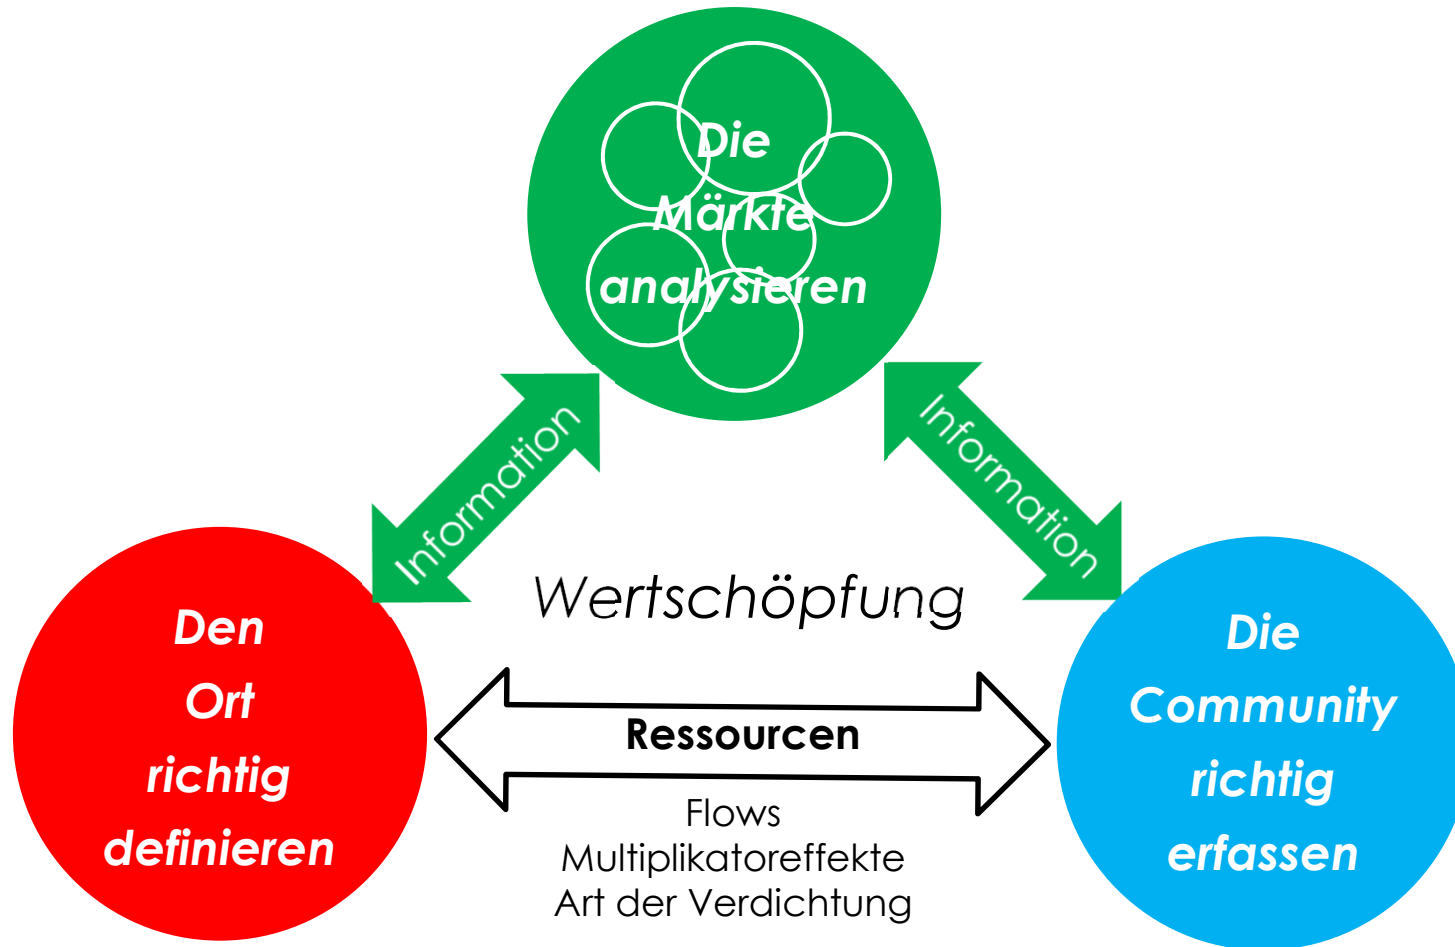 Die
Märkte
analysieren
Information
Information
Wertschöpfung
Den
Ort
richtig
definieren
Ressourcen
Flows
Multiplikatoreffekte
Art der Verdichtung
Die
Community
richtig
erfassen